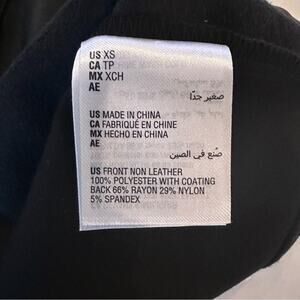 US XS
CA TP
MX XCH
AE
صغير جدًا
US MADE IN CHINA
CA FABRIQUÉ EN CHINE
MX HECHO EN CHINA
AE
صُنع في الصين
US FRONT NON LEATHER
100% POLYESTER WITH COATING
BACK 66% RAYON 29% NYLON
5% SPANDEX